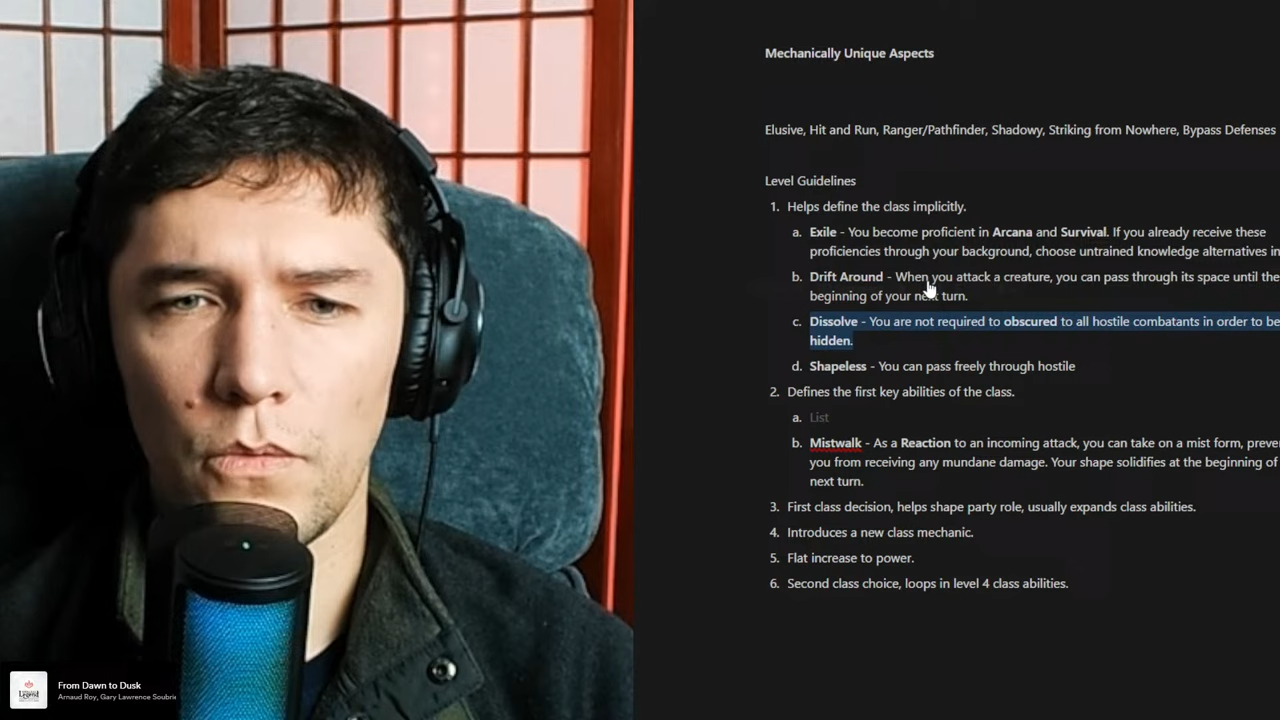 Mechanically Unique Aspects
Elusive, Hit and Run, Ranger/Pathfinder, Shadowy, Striking from Nowhere, Bypass Defenses
Level Guidelines
1. Helps define the class implicitly.
a. Exile - You become proficient in Arcana and Survival. If you already receive these
proficiencies through your background, choose untrained knowledge alternatives in
b. Drift Around - When you attack a creature, you can pass through its space until the
beginning of your next turn.
c. Dissolve - You are not required to obscured to all hostile combatants in order to be
hidden.
d. Shapeless - You can pass freely through hostile
2. Defines the first key abilities of the class.
a. List
b. Mistwalk - As a Reaction to an incoming attack, you can take on a mist form, preve
you from receiving any mundane damage. Your shape solidifies at the beginning of
next turn.
3. First class decision, helps shape party role, usually expands class abilities.
4. Introduces a new class mechanic.
5. Flat increase to power.
6. Second class choice, loops in level 4 class abilities.
From Dawn to Dusk
Arnaud Roy, Gary Lawrence Soubrie